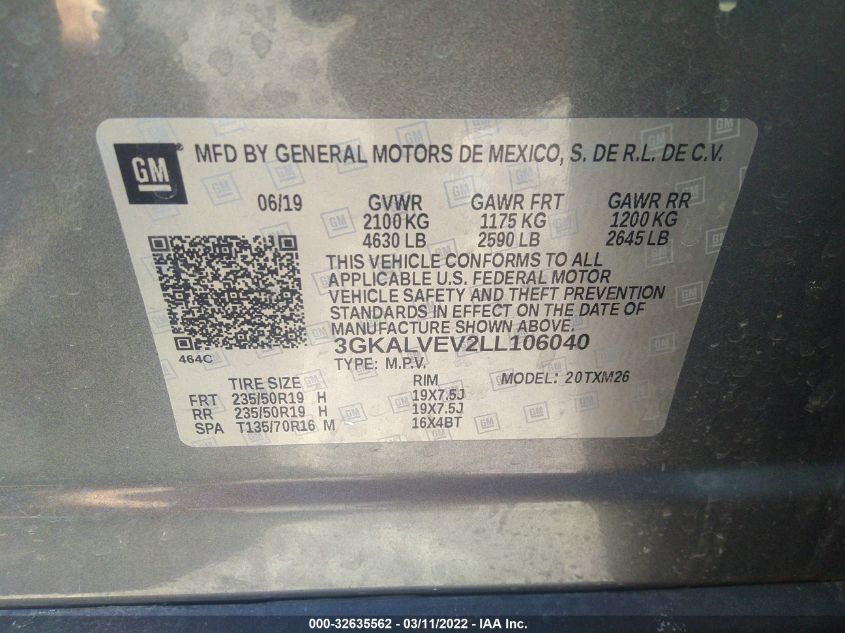 GM
MFD BY GENERAL MOTORS DE MEXICO, S. DE R.L. DE C.V.
06/19 GVWR GAWR FRT GAWR RR
2100 KG 1175 KG 1200 KG
4630 LB 2590 LB 2645 LB
THIS VEHICLE CONFORMS TO ALL
APPLICABLE U.S. FEDERAL MOTOR
VEHICLE SAFETY AND THEFT PREVENTION
STANDARDS IN EFFECT ON THE DATE OF
MANUFACTURE SHOWN ABOVE.
464C
3GKALVEV2LL106040
TYPE: M.P.V. MODEL: 20TXM26
TIRE SIZE RIM
FRT 235/50R19 H 19X7.5J
RR 235/50R19 H 19X7.5J
SPA T135/70R16 M 16X4BT
000-32635562 - 03/11/2022 - IAA Inc.